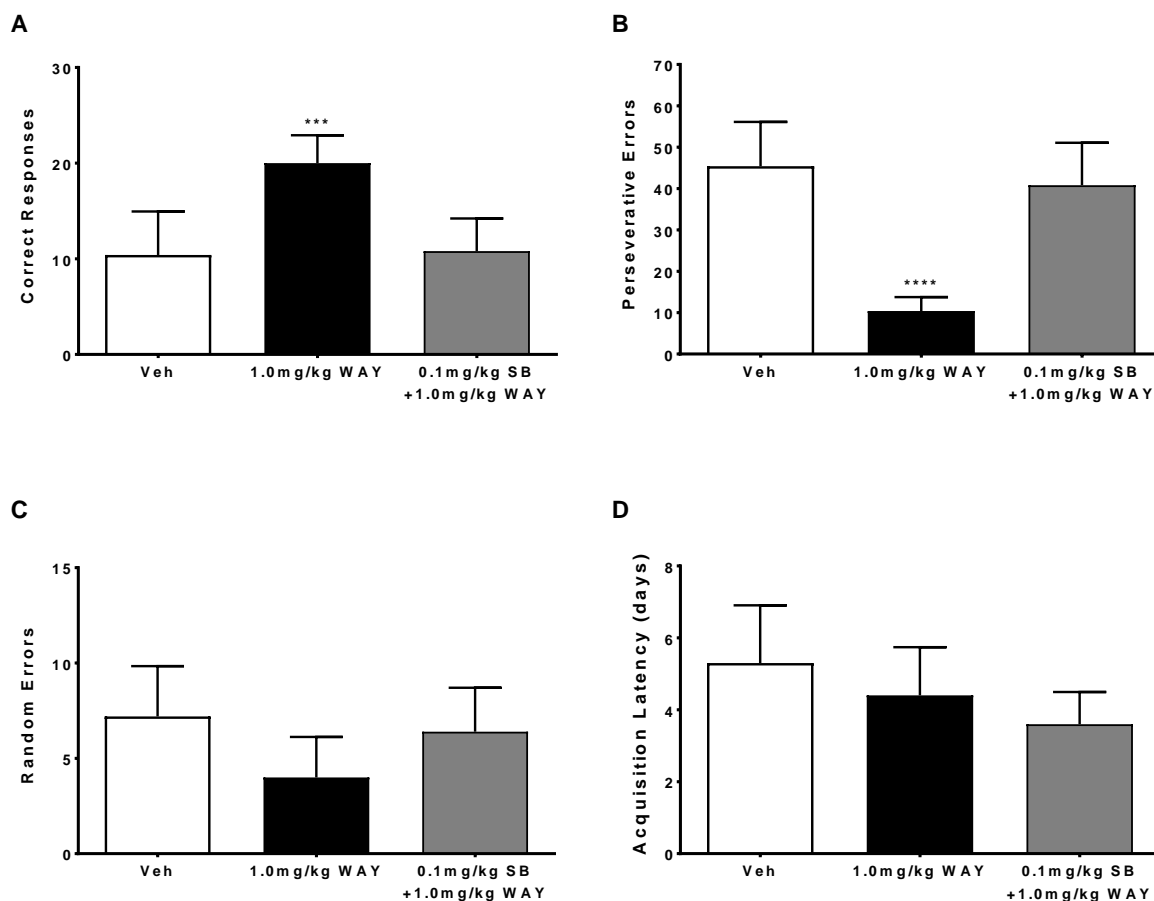 A
Correct Responses
30
20
10
0
***
Veh
1.0mg/kg WAY
0.1mg/kg SB
+1.0mg/kg WAY
B
Perseverative Errors
70
60
50
40
30
20
10
0
****
Veh
1.0mg/kg WAY
0.1mg/kg SB
+1.0mg/kg WAY
C
Random Errors
15
10
5
0
Veh
1.0mg/kg WAY
0.1mg/kg SB
+1.0mg/kg WAY
D
Acquisition Latency (days)
8
6
4
2
0
Veh
1.0mg/kg WAY
0.1mg/kg SB
+1.0mg/kg WAY